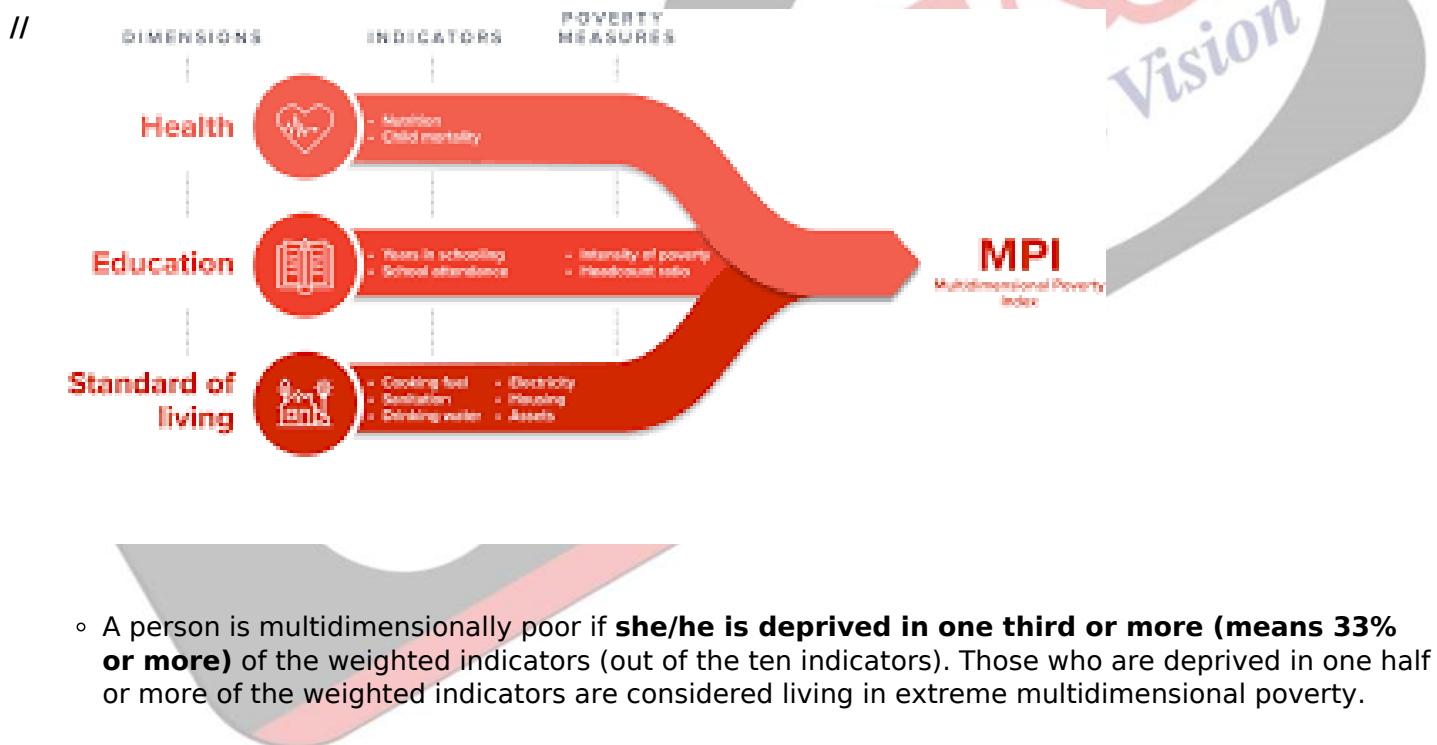 //
DIMENSIONS
INDICATORS
POVERTY
MEASURES
Vision
Health
- Nutrition
- Child mortality
Education
- Years in schooling
- School attendance
- Intensity of poverty
- Headcount ratio
MPI
Multidimensional Poverty
Index
Standard of
living
- Cooking fuel
- Sanitation
- Drinking water
- Electricity
- Housing
- Assets
◦ A person is multidimensionally poor if she/he is deprived in one third or more (means 33%
or more) of the weighted indicators (out of the ten indicators). Those who are deprived in one half
or more of the weighted indicators are considered living in extreme multidimensional poverty.